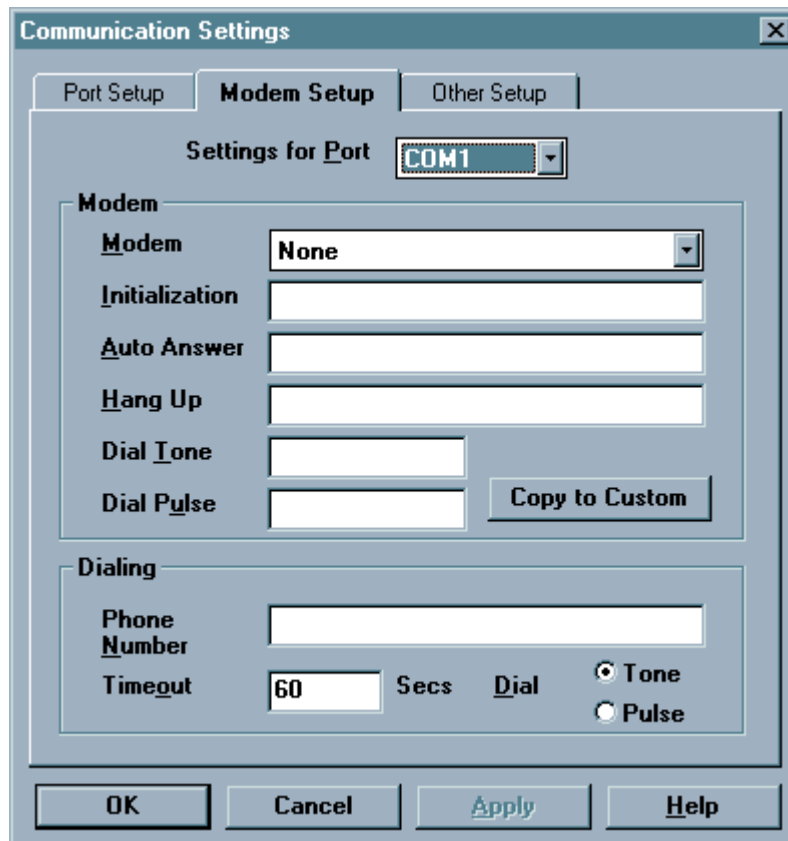 Communication Settings
Port Setup Modem Setup Other Setup
Settings for Port COM1
Modem
Modem None
Initialization
Auto Answer
Hang Up
Dial Tone
Dial Pulse Copy to Custom
Dialing
Phone
Number
Timeout 60 Secs Dial Tone
Pulse
OK Cancel Apply Help